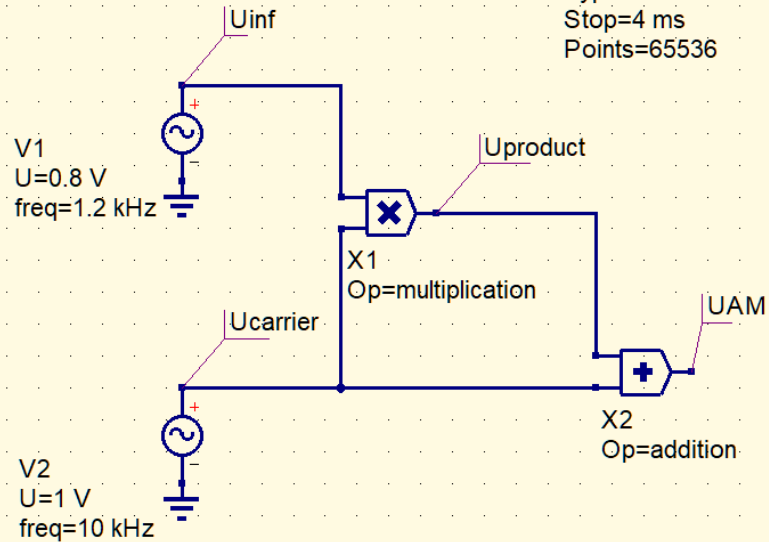 Uinf
Stop=4 ms
Points=65536
V1
U=0.8 V
freq=1.2 kHz
Uproduct
X1
Op=multiplication
Ucarrier
UAM
X2
Op=addition
V2
U=1 V
freq=10 kHz